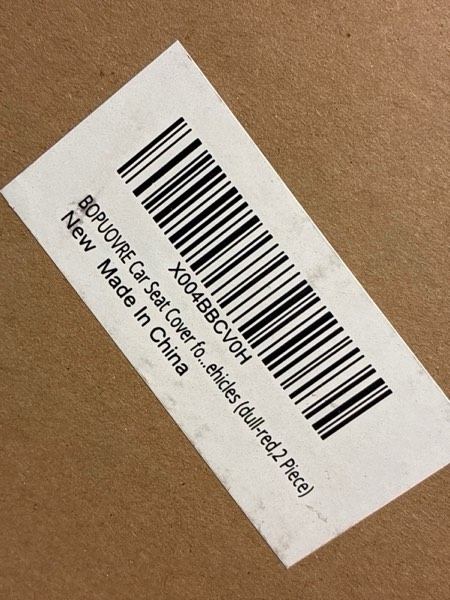 X004BBCV0H
BOPUOVRE Car Seat Cover fo...ehicles (dull-red,2 Piece)
New Made In China